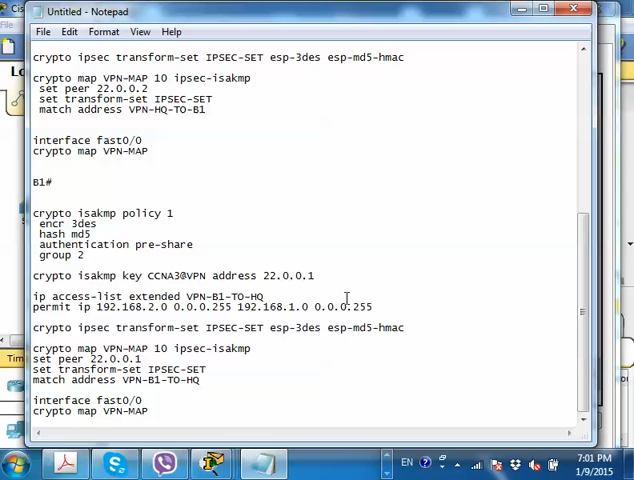 Cis
Untitled - Notepad
File Edit Format View Help
Lo
crypto ipsec transform-set IPSEC-SET esp-3des esp-md5-hmac
crypto map VPN-MAP 10 ipsec-isakmp
set peer 22.0.0.2
set transform-set IPSEC-SET
match address VPN-HQ-TO-B1
interface fast0/0
crypto map VPN-MAP
B1#
crypto isakmp policy 1
encr 3des
hash md5
authentication pre-share
group 2
crypto isakmp key CCNA3@VPN address 22.0.0.1
ip access-list extended VPN-B1-TO-HQ
permit ip 192.168.2.0 0.0.0.255 192.168.1.0 0.0.0.255
crypto ipsec transform-set IPSEC-SET esp-3des esp-md5-hmac
crypto map VPN-MAP 10 ipsec-isakmp
set peer 22.0.0.1
set transform-set IPSEC-SET
match address VPN-B1-TO-HQ
interface fast0/0
crypto map VPN-MAP
Tim
EN
7:01 PM
1/9/2015